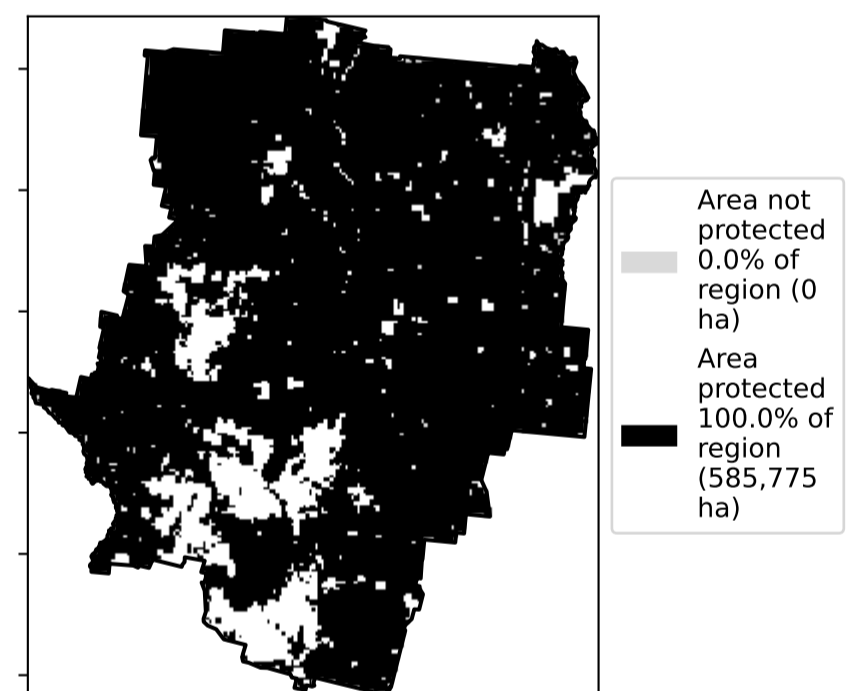 Area not
protected
0.0% of
region (0
ha)
Area
protected
100.0% of
region
(585,775
ha)